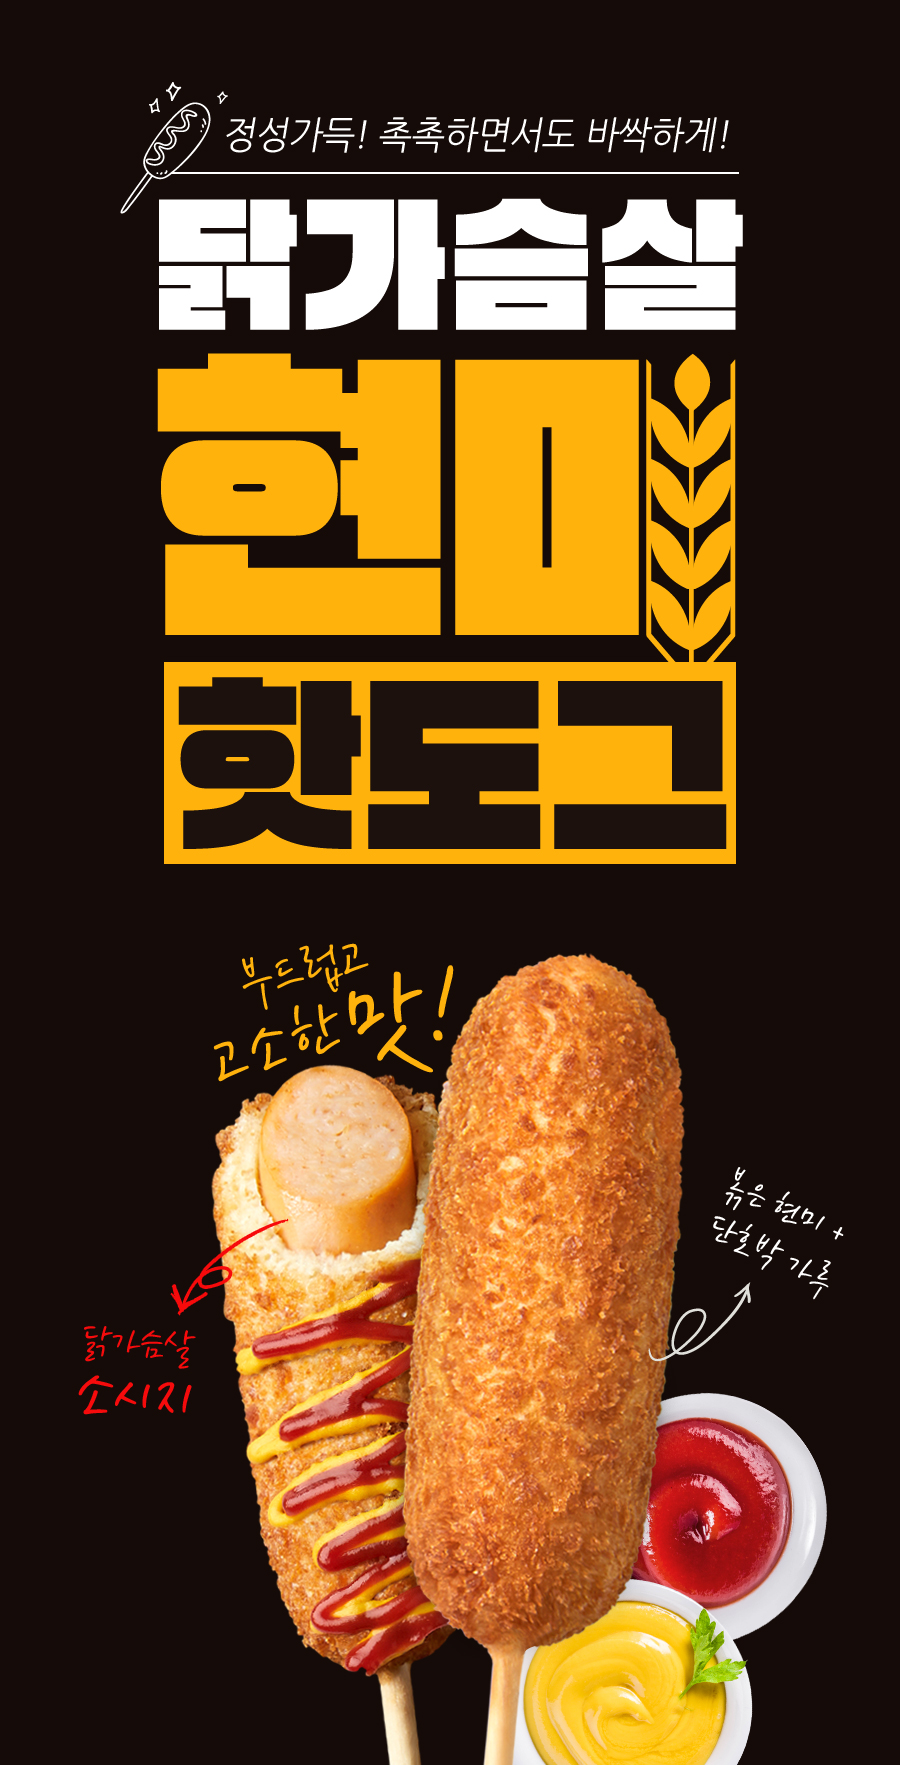 정성가득! 촉촉하면서도 바싹하게!
닭가슴살
현미
핫도그
부드럽고
고소한 맛!
볶은 현미 +
단호박 가루
닭가슴살
소시지